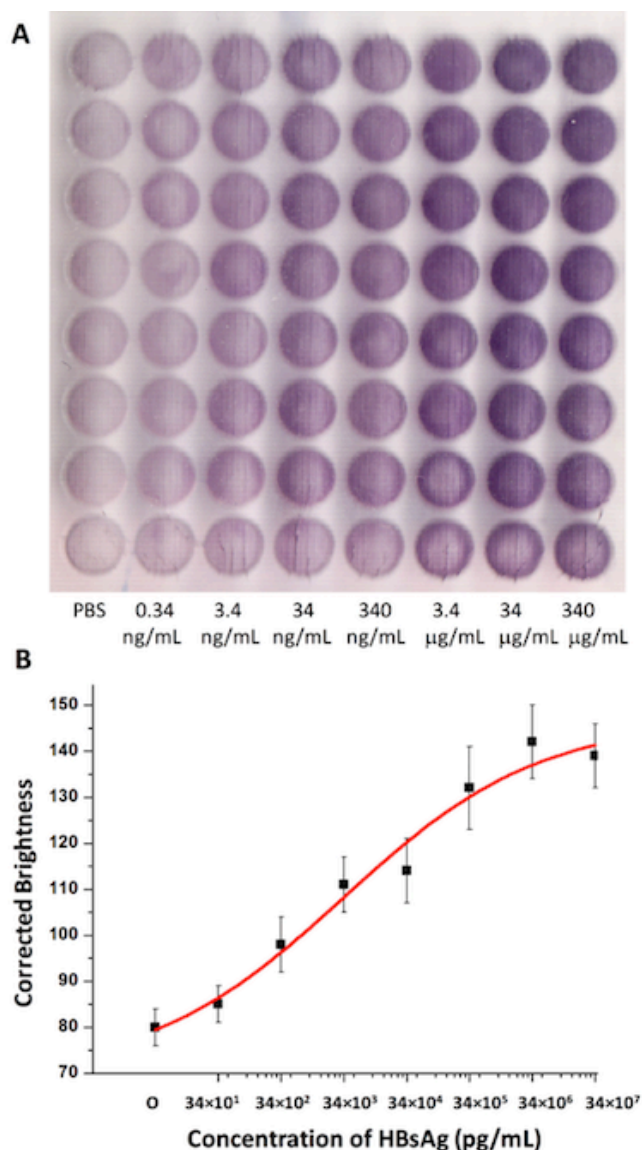 A
PBS 0.34 3.4 34 340 3.4 34 340
ng/mL ng/mL ng/mL ng/mL μg/mL μg/mL μg/mL
B
150
140
130
120
110
100
90
80
70
Corrected Brightness
O 34×10¹ 34×10² 34×10³ 34×10⁴ 34×10⁵ 34×10⁶ 34×10⁷
Concentration of HBsAg (pg/mL)